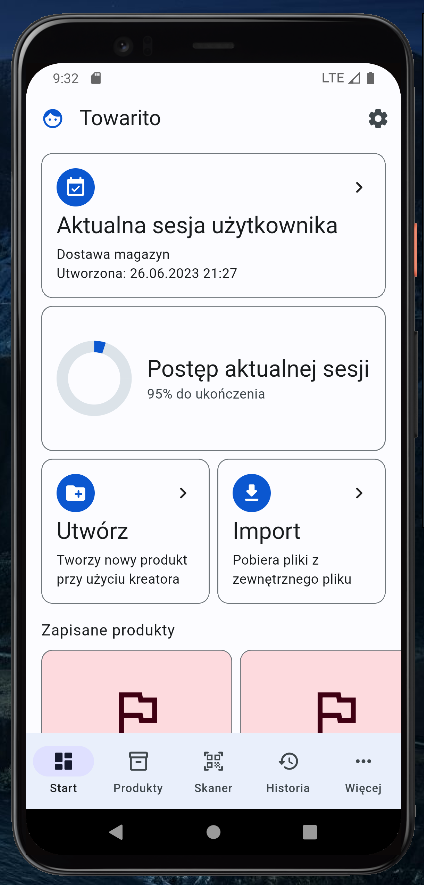 9:32 LTE
Towarito
Aktualna sesja użytkownika
Dostawa magazyn
Utworzona: 26.06.2023 21:27
Postęp aktualnej sesji
95% do ukończenia
Utwórz
Tworzy nowy produkt
przy użyciu kreatora
Import
Pobiera pliki z
zewnętrznego pliku
Zapisane produkty
Start Produkty Skaner Historia Więcej